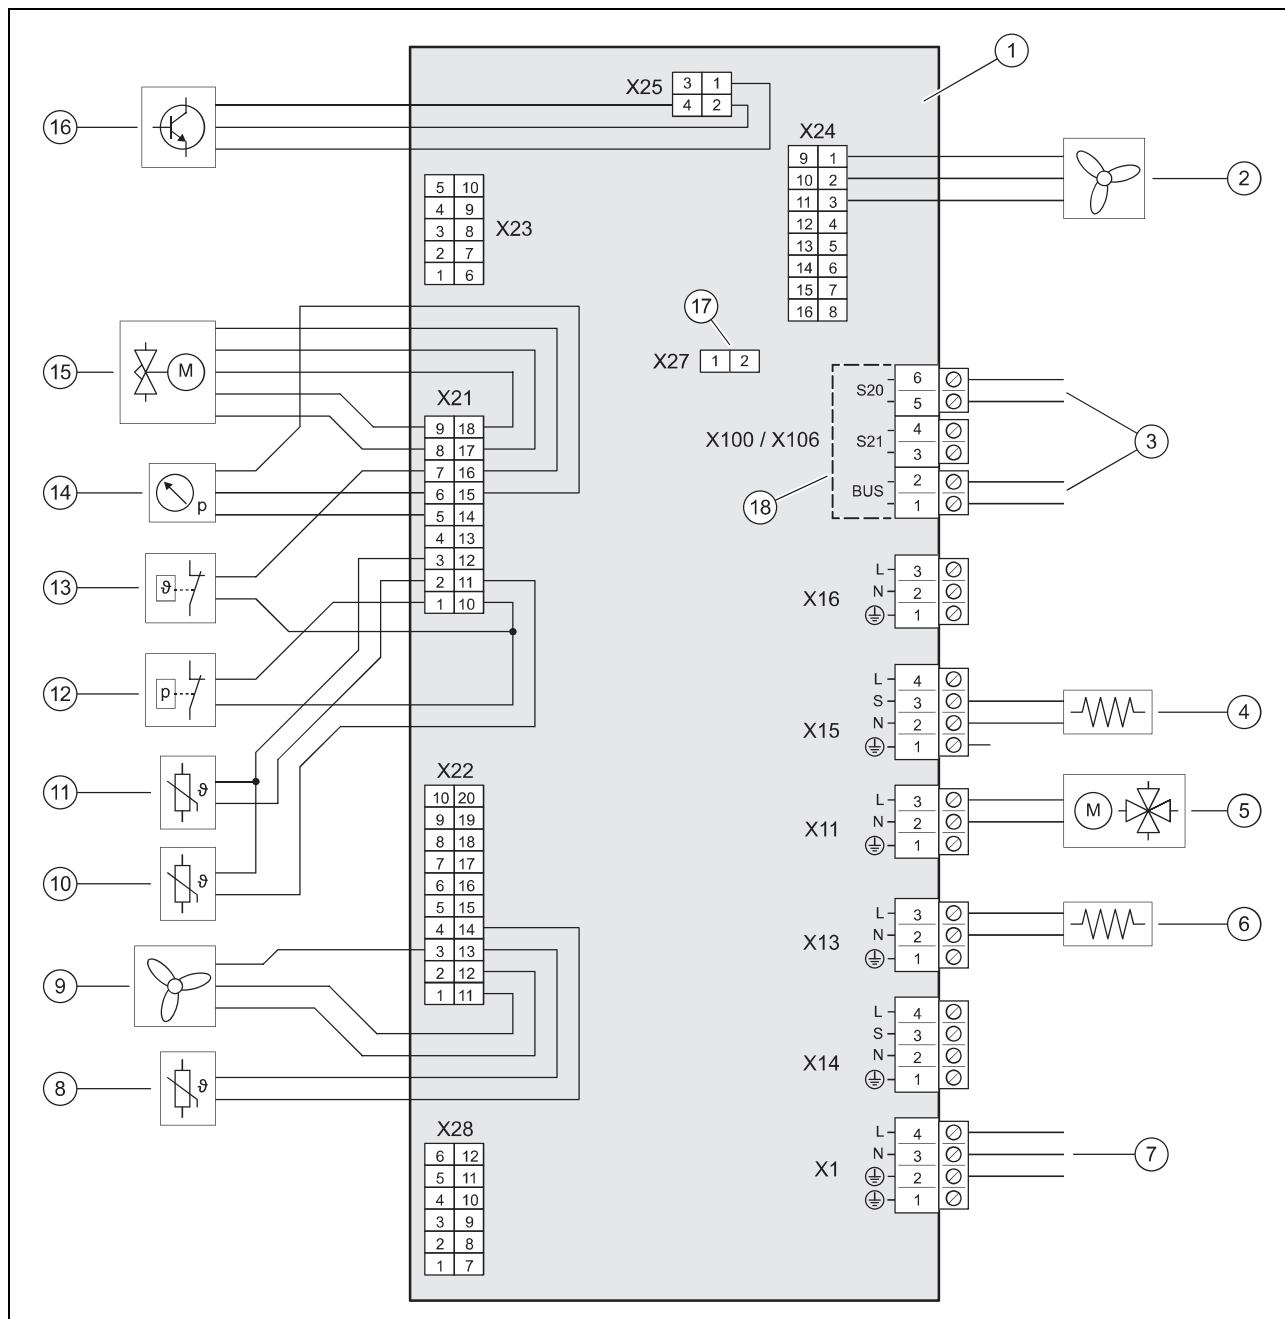 1
X25
3 1
4 2
16
X24
9 1
10 2
11 3
12 4
13 5
14 6
15 7
16 8
2
5 10
4 9
3 8
2 7
1 6
X23
17
X27 1 2
15
M
X21
9 18
8 17
7 16
6 15
5 14
4 13
3 12
2 11
1 10
14
p
13
ϑ
12
p
11
ϑ
10
ϑ
X100 / X106
S20
6
5
S21
4
3
BUS
2
1
3
18
X16
L 3
N 2
1
X15
L 4
S 3
N 2
1
4
X11
L 3
N 2
1
M
5
X13
L 3
N 2
1
6
X22
10 20
9 19
8 18
7 17
6 16
5 15
4 14
3 13
2 12
1 11
9
8
ϑ
X14
L 4
S 3
N 2
1
X28
6 12
5 11
4 10
3 9
2 8
1 7
X1
L 4
N 3
2
1
7